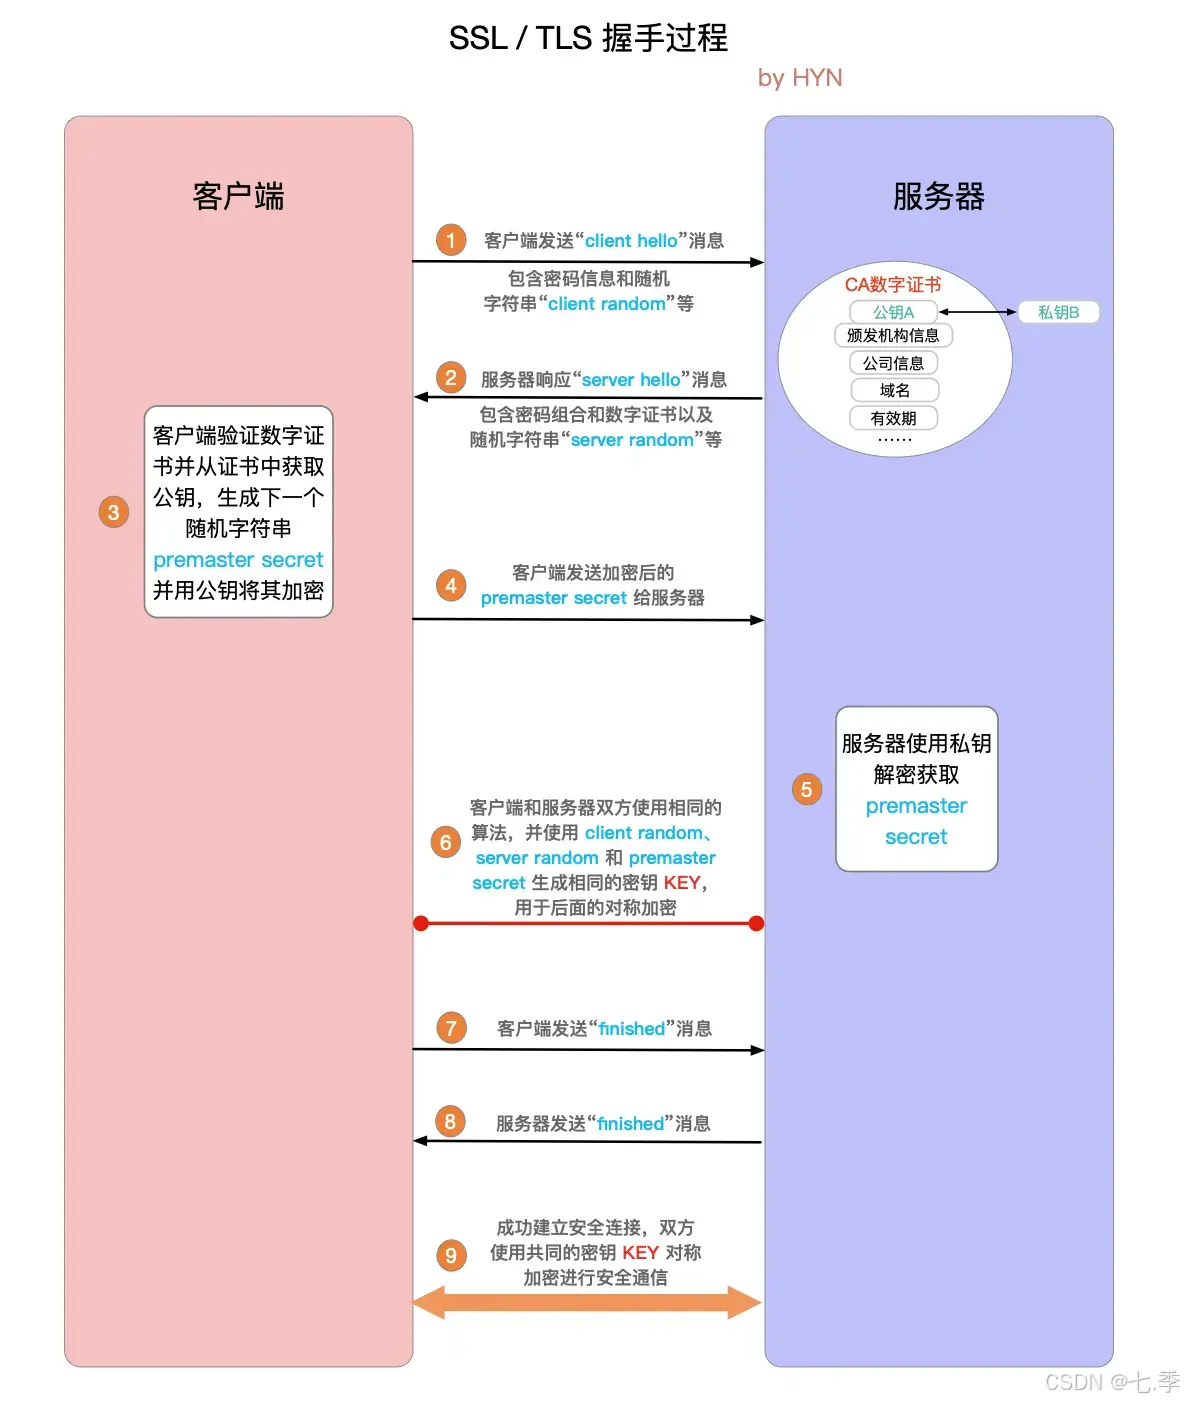 SSL / TLS 握手过程
by HYN
客户端
服务器
1
客户端发送“client hello”消息
包含密码信息和随机
字符串“client random”等
CA数字证书
公钥A
私钥B
颁发机构信息
公司信息
域名
有效期
······
2
服务器响应“server hello”消息
包含密码组合和数字证书以及
随机字符串“server random”等
3
客户端验证数字证
书并从证书中获取
公钥，生成下一个
随机字符串
premaster secret
并用公钥将其加密
4
客户端发送加密后的
premaster secret 给服务器
5
服务器使用私钥
解密获取
premaster
secret
6
客户端和服务器双方使用相同的
算法，并使用 client random、
server random 和 premaster
secret 生成相同的密钥 KEY，
用于后面的对称加密
7
客户端发送“finished”消息
8
服务器发送“finished”消息
9
成功建立安全连接，双方
使用共同的密钥 KEY 对称
加密进行安全通信
CSDN @七.季